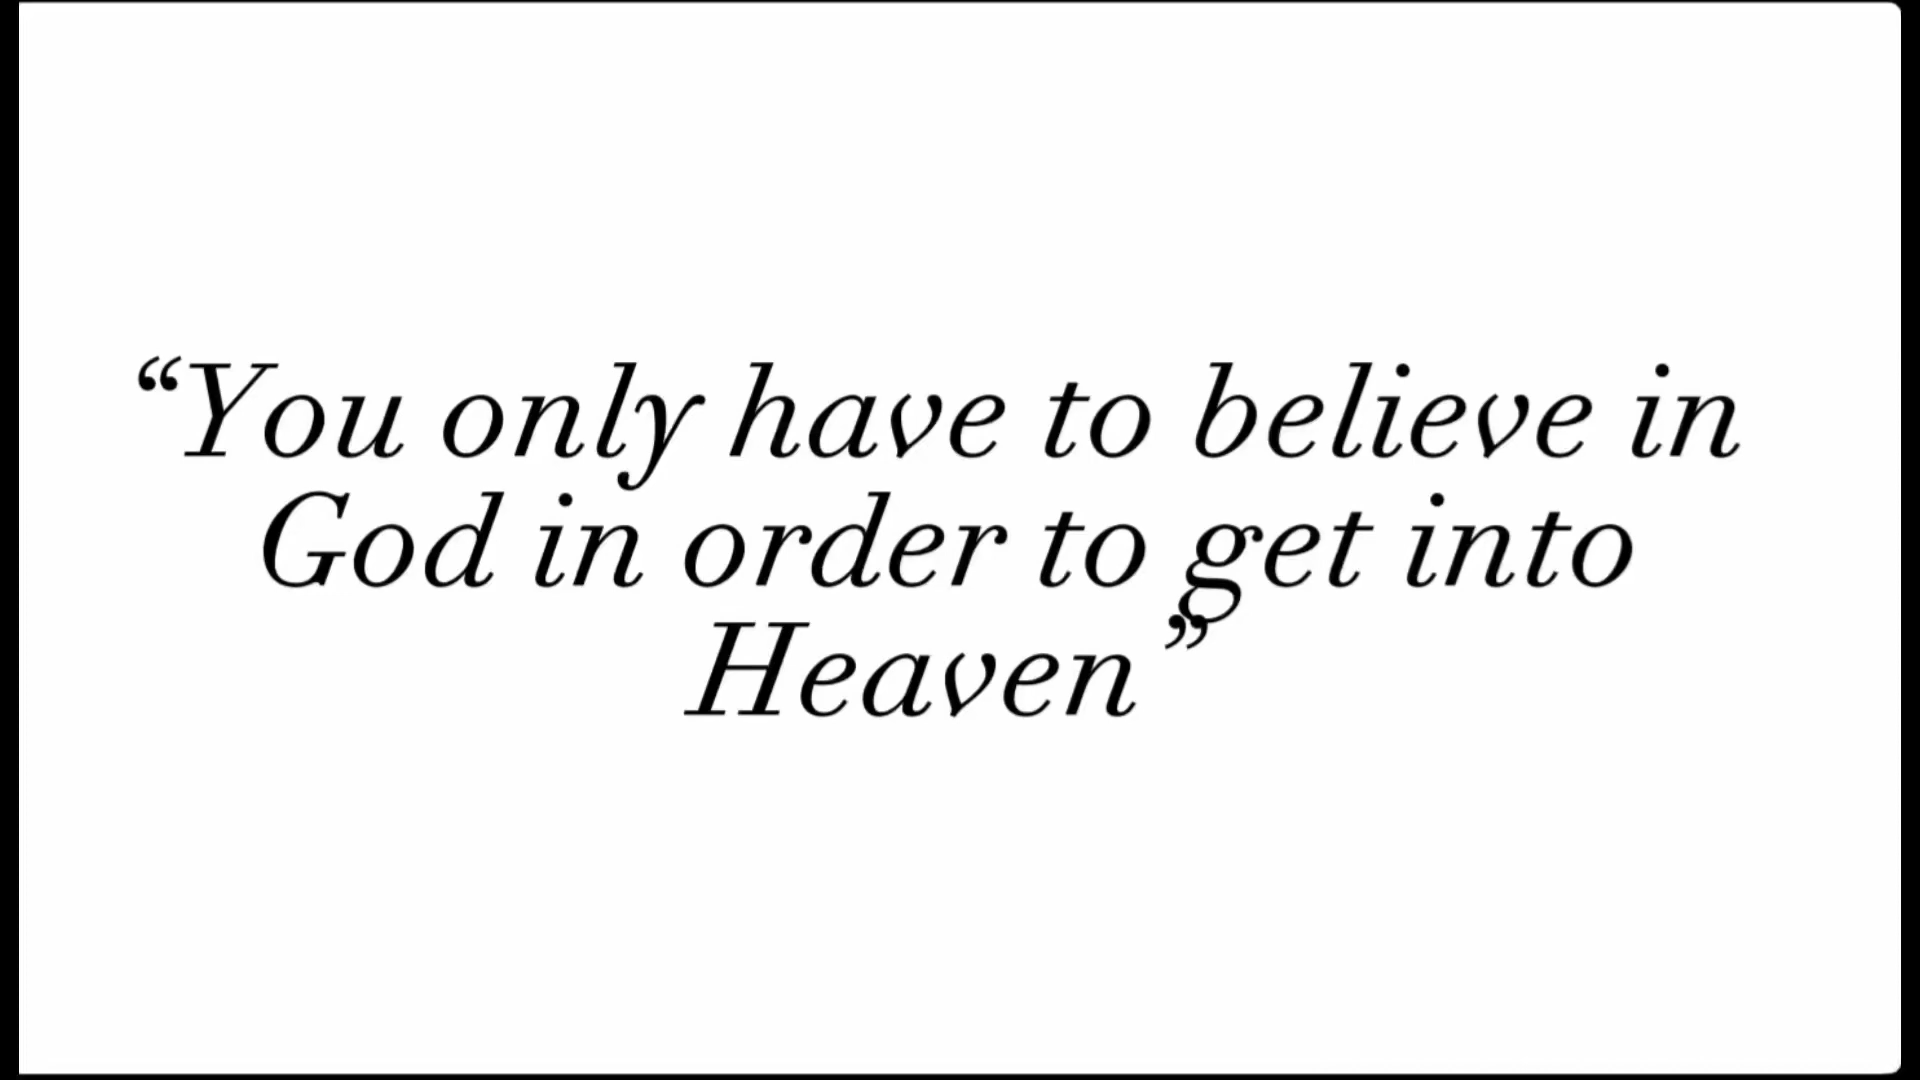 “You only have to believe in
God in order to get into
Heaven”